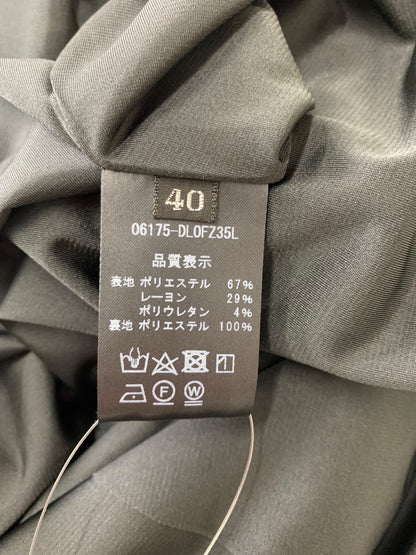 40
06175-DL0FZ35L
品質表示
表地 ポリエステル 67%
レーヨン 29%
ポリウレタン 4%
裏地 ポリエステル 100%
F W